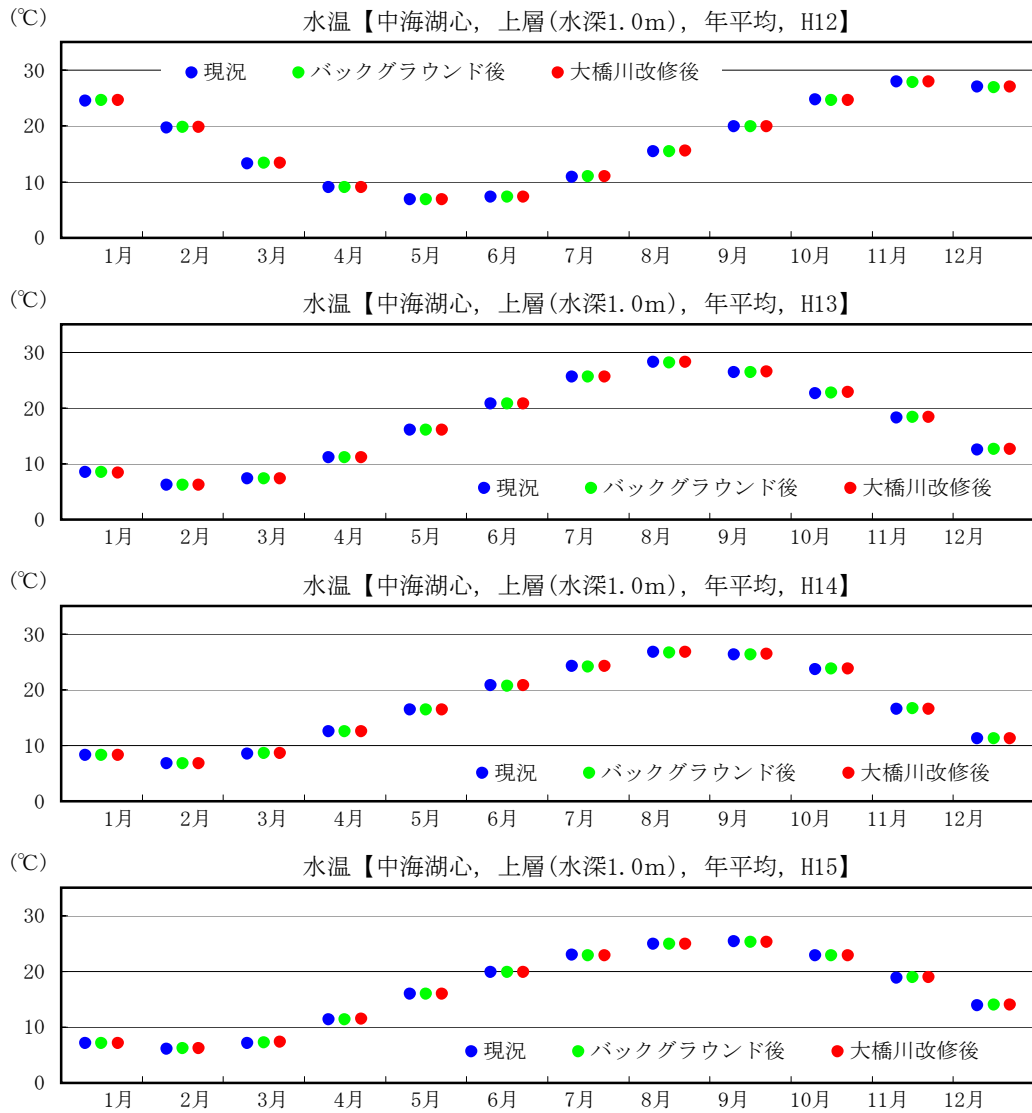 (℃) 水温【中海湖心, 上層(水深1.0m), 年平均, H12】
30 現況 バックグラウンド後 大橋川改修後
20
10
0
1月 2月 3月 4月 5月 6月 7月 8月 9月 10月 11月 12月
(℃) 水温【中海湖心, 上層(水深1.0m), 年平均, H13】
30
20
10
現況 バックグラウンド後 大橋川改修後
0
1月 2月 3月 4月 5月 6月 7月 8月 9月 10月 11月 12月
(℃) 水温【中海湖心, 上層(水深1.0m), 年平均, H14】
30
20
10
現況 バックグラウンド後 大橋川改修後
0
1月 2月 3月 4月 5月 6月 7月 8月 9月 10月 11月 12月
(℃) 水温【中海湖心, 上層(水深1.0m), 年平均, H15】
30
20
10
現況 バックグラウンド後 大橋川改修後
0
1月 2月 3月 4月 5月 6月 7月 8月 9月 10月 11月 12月